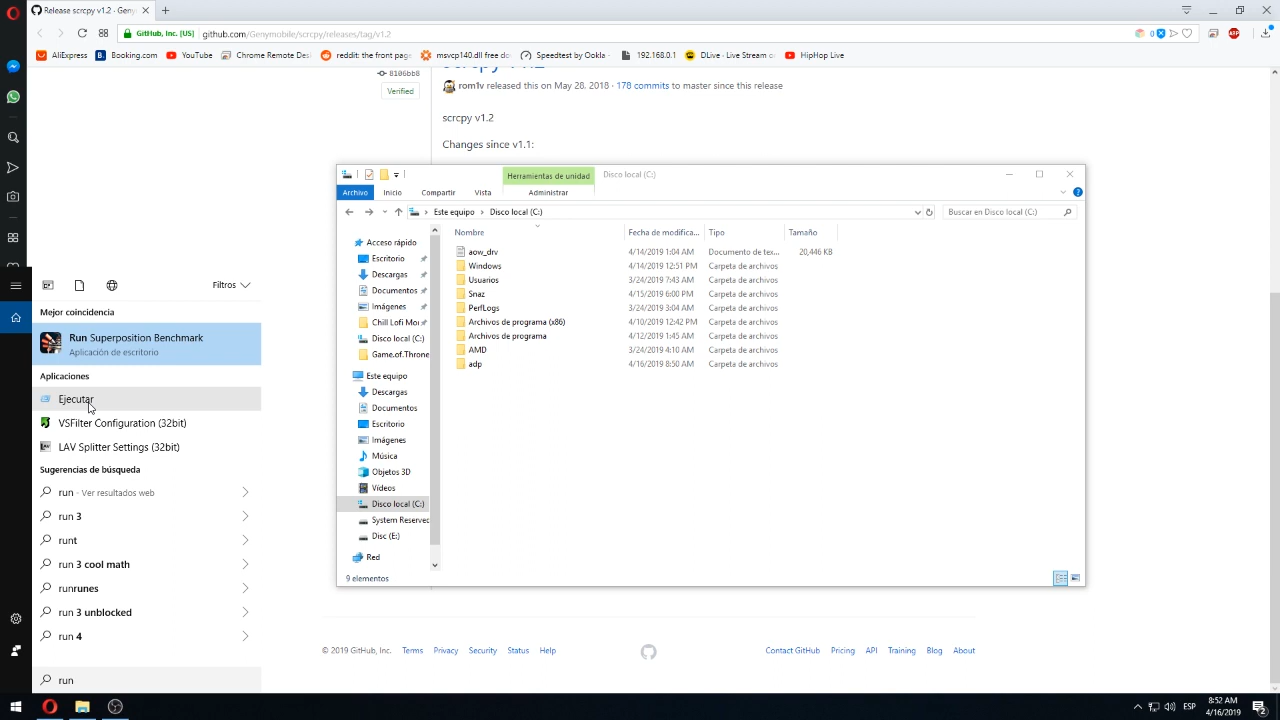 Release scrcpy v1.2 · Geny
GitHub, Inc. [US]
github.com/Genymobile/scrcpy/releases/tag/v1.2
0
ABP
AliExpress
Booking.com
YouTube
Chrome Remote Desk
reddit: the front page
msvcp140.dll free do
Speedtest by Ookla -
192.168.0.1
DLive · Live Stream
HipHop Live
8106bb8
scrcpy v1.2
Verified
rom1v released this on May 28, 2018 · 178 commits to master since this release
scrcpy v1.2
Changes since v1.1:
Herramientas de unidad
Disco local (C:)
Archivo
Inicio
Compartir
Vista
Administrar
Este equipo
Disco local (C:)
Buscar en Disco local (C:)
Nombre
Fecha de modifica...
Tipo
Tamaño
Acceso rápido
Escritorio
Descargas
Documentos
Imágenes
Chill Lofi Mo
Disco local (C:)
Game.of.Throne
Este equipo
Descargas
Documentos
Escritorio
Imágenes
Música
Objetos 3D
Vídeos
Disco local (C:)
System Reserved
Disc (E:)
Red
aow_drv 4/14/2019 1:04 AM Documento de tex... 20,446 KB
Windows 4/14/2019 12:51 PM Carpeta de archivos
Usuarios 3/24/2019 7:43 AM Carpeta de archivos
Snaz 4/15/2019 6:00 PM Carpeta de archivos
PerfLogs 3/24/2019 3:04 AM Carpeta de archivos
Archivos de programa (x86) 4/10/2019 12:42 PM Carpeta de archivos
Archivos de programa 4/12/2019 1:45 AM Carpeta de archivos
AMD 3/24/2019 4:10 AM Carpeta de archivos
adp 4/16/2019 8:50 AM Carpeta de archivos
9 elementos
Filtros
Mejor coincidencia
Run Superposition Benchmark
Aplicación de escritorio
Aplicaciones
Ejecutar
VSFilter Configuration (32bit)
LAV Splitter Settings (32bit)
Sugerencias de búsqueda
run - Ver resultados web
run 3
runt
run 3 cool math
runrunes
run 3 unblocked
run 4
run
© 2019 GitHub, Inc.
Terms
Privacy
Security
Status
Help
Contact GitHub
Pricing
API
Training
Blog
About
ESP
8:52 AM
4/16/2019
2